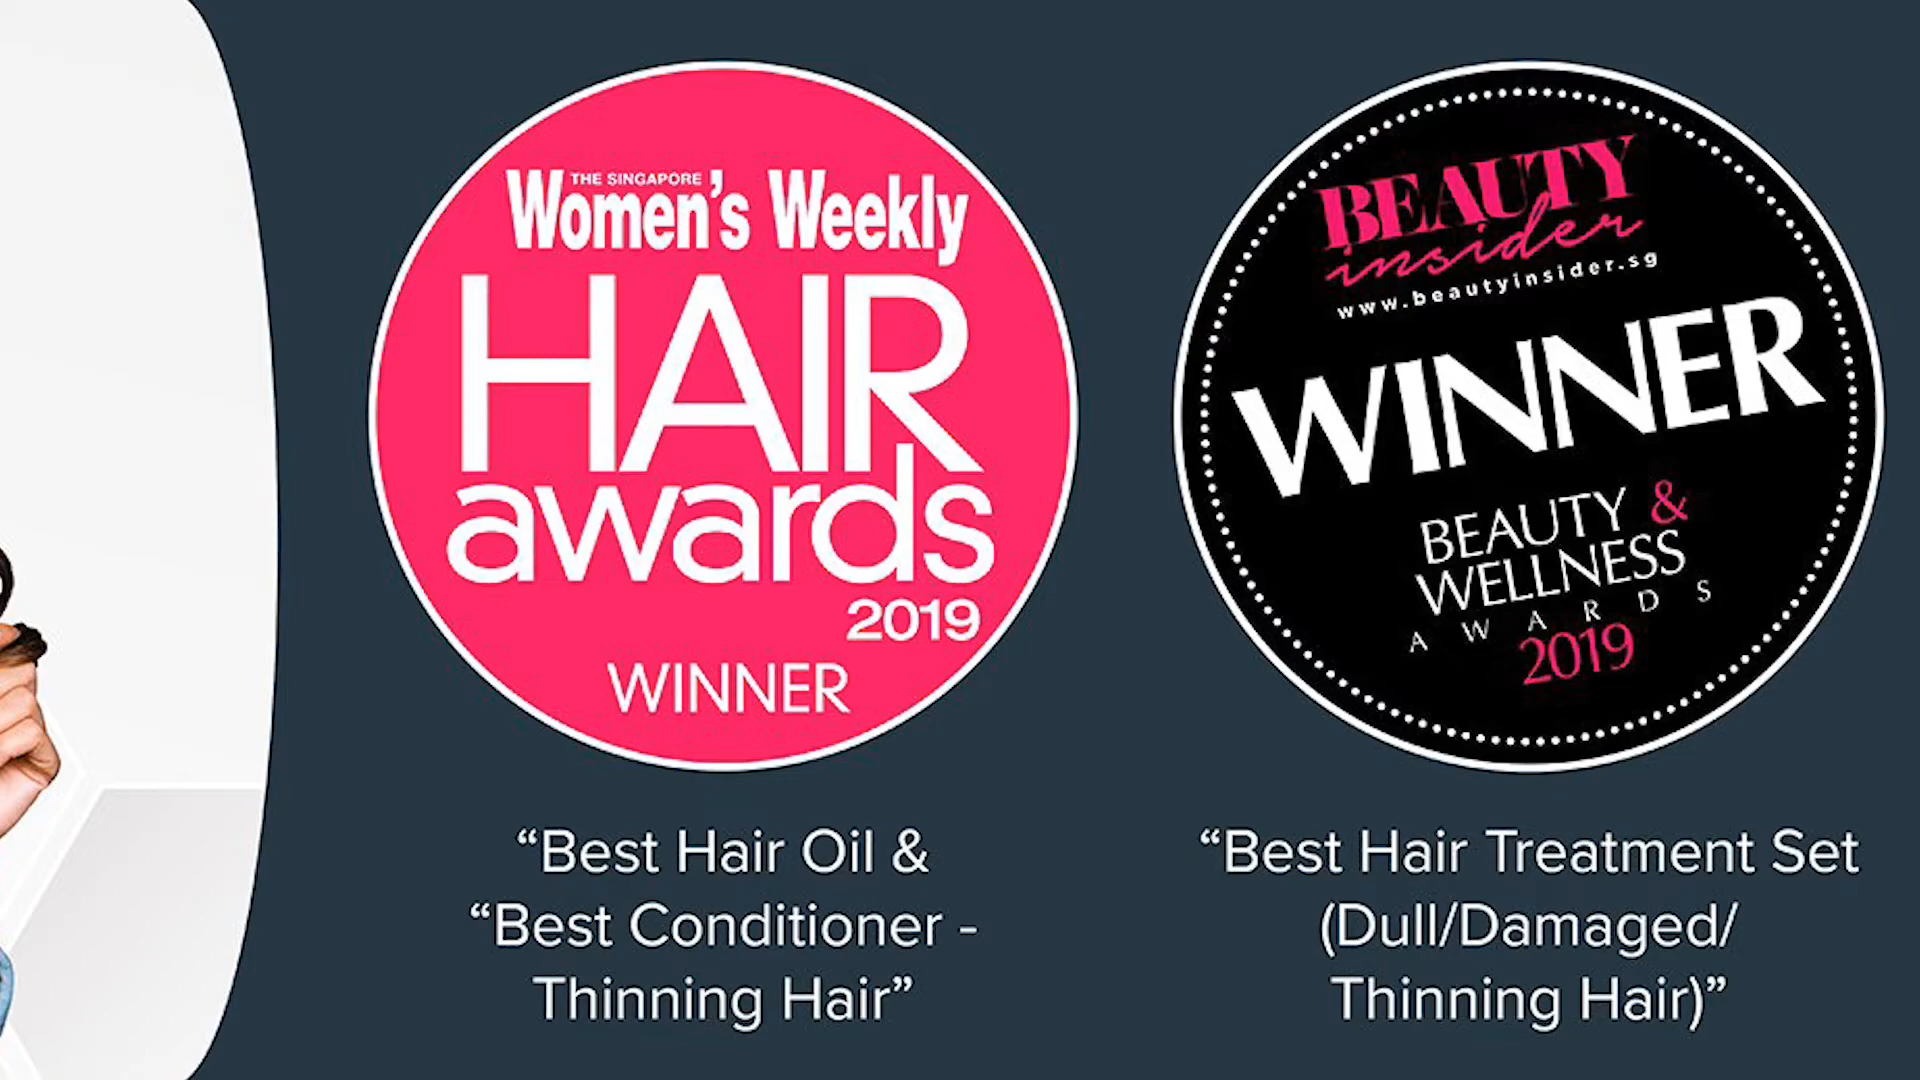 THE SINGAPORE
Women's Weekly
HAIR
awards
2019
WINNER
“Best Hair Oil &
“Best Conditioner -
Thinning Hair”
BEAUTY
insider
www.beautyinsider.sg
WINNER
BEAUTY &
WELLNESS
AWARDS
2019
“Best Hair Treatment Set
(Dull/Damaged/
Thinning Hair)”